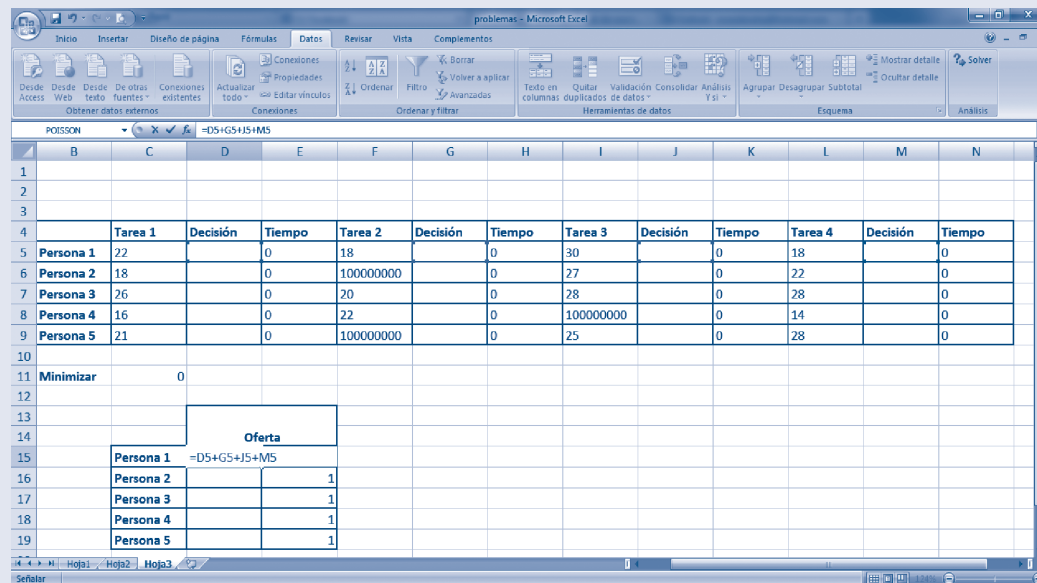 problemas - Microsoft Excel
Inicio Insertar Diseño de página Fórmulas Datos Revisar Vista Complementos
Desde Access
Desde Web
Desde texto
De otras fuentes
Conexiones existentes
Obtener datos externos
Actualizar todo
Conexiones
Propiedades
Editar vínculos
Conexiones
Ordenar
Filtro
Borrar
Volver a aplicar
Avanzadas
Ordenar y filtrar
Texto en columnas
Quitar duplicados
Validación de datos
Consolidar
Análisis Y si
Herramientas de datos
Agrupar
Desagrupar
Subtotal
Mostrar detalle
Ocultar detalle
Esquema
Solver
Análisis
POISSON =D5+G5+J5+M5
B C D E F G H I J K L M N
1
2
3
4 Tarea 1 Decisión Tiempo Tarea 2 Decisión Tiempo Tarea 3 Decisión Tiempo Tarea 4 Decisión Tiempo
5 Persona 1 22 0 18 0 30 0 18 0
6 Persona 2 18 0 100000000 0 27 0 22 0
7 Persona 3 26 0 20 0 28 0 28 0
8 Persona 4 16 0 22 0 100000000 0 14 0
9 Persona 5 21 0 100000000 0 25 0 28 0
10
11 Minimizar 0
12
13
14 Oferta
15 Persona 1 =D5+G5+J5+M5
16 Persona 2 1
17 Persona 3 1
18 Persona 4 1
19 Persona 5 1
Hoja1 Hoja2 Hoja3
Señalar